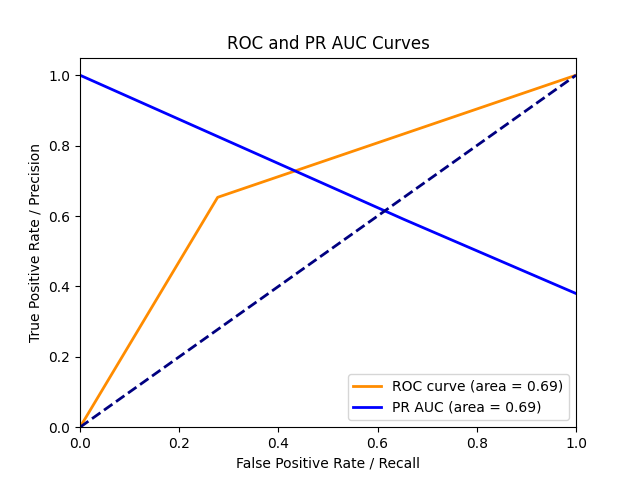 ROC and PR AUC Curves
True Positive Rate / Precision
1.0
0.8
0.6
0.4
0.2
0.0
0.0 0.2 0.4 0.6 0.8 1.0
False Positive Rate / Recall
ROC curve (area = 0.69)
PR AUC (area = 0.69)